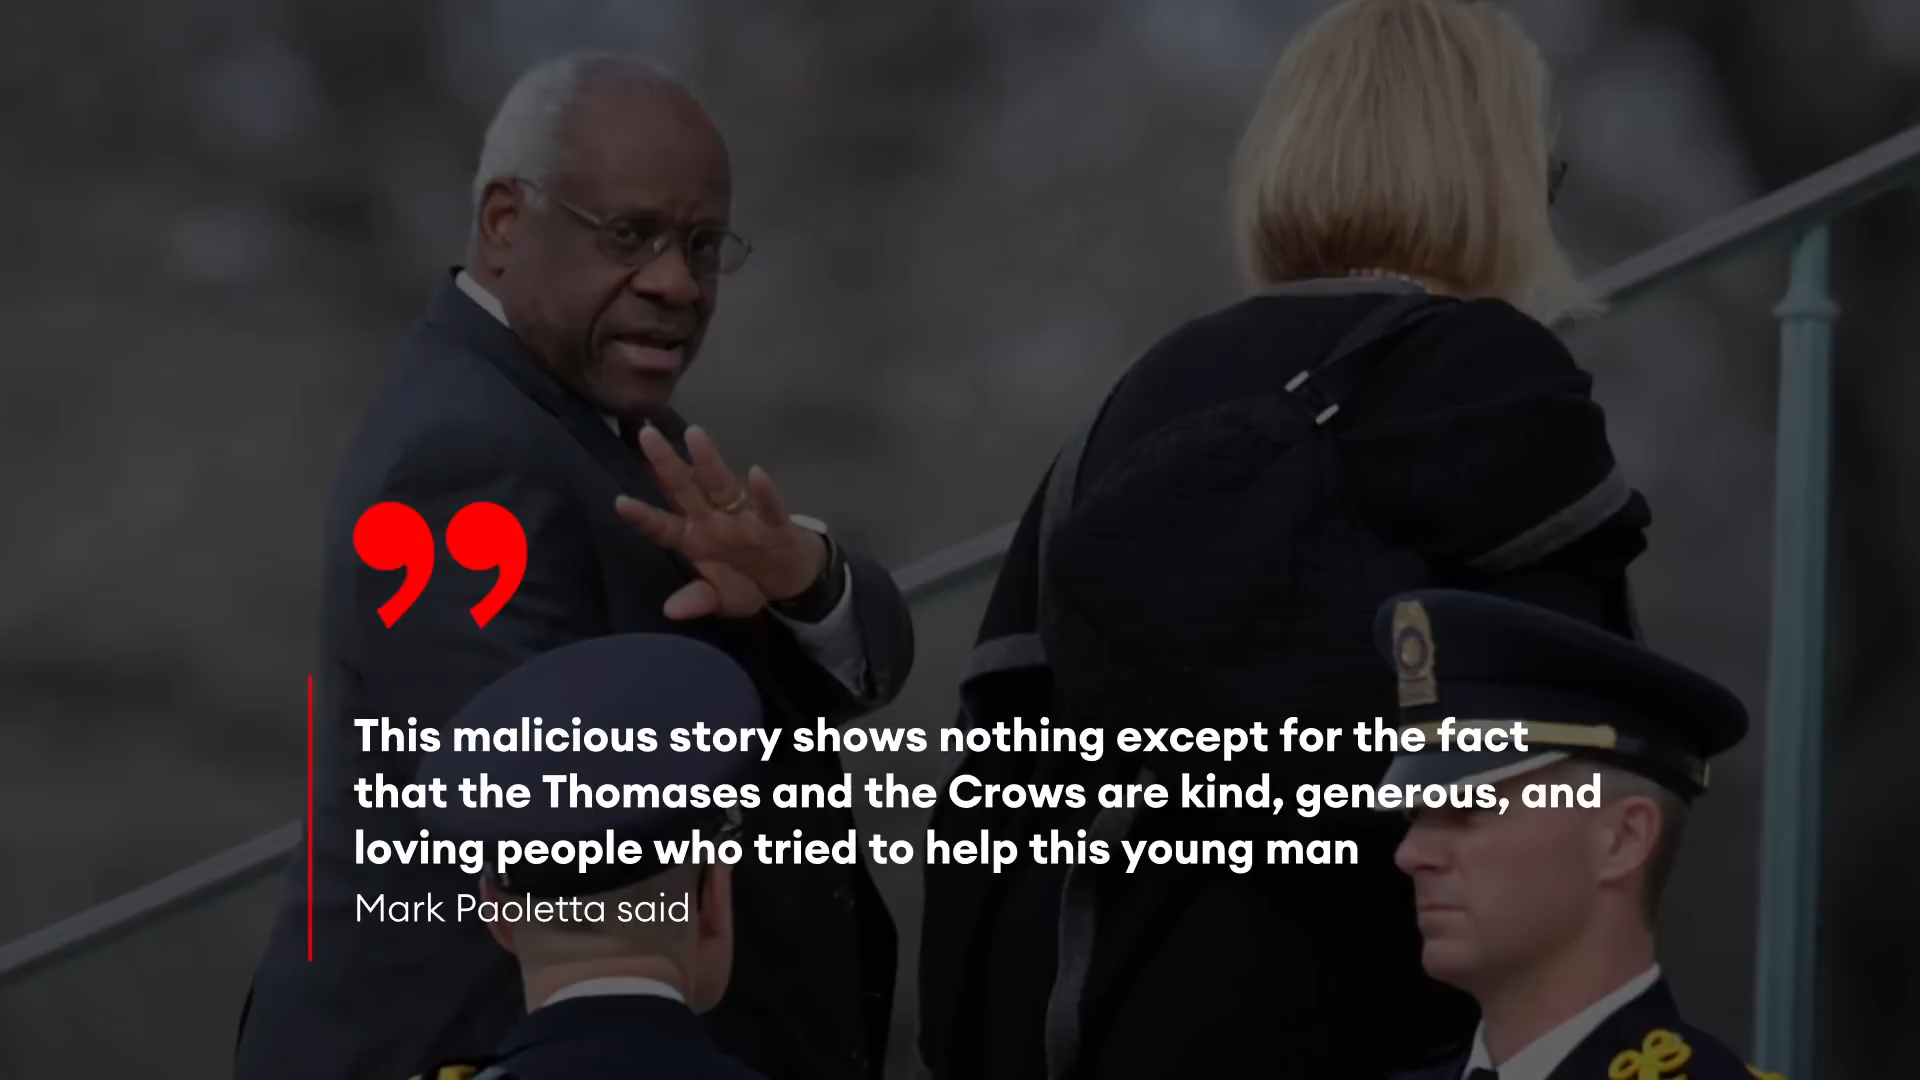 ”
This malicious story shows nothing except for the fact
that the Thomases and the Crows are kind, generous, and
loving people who tried to help this young man
Mark Paoletta said